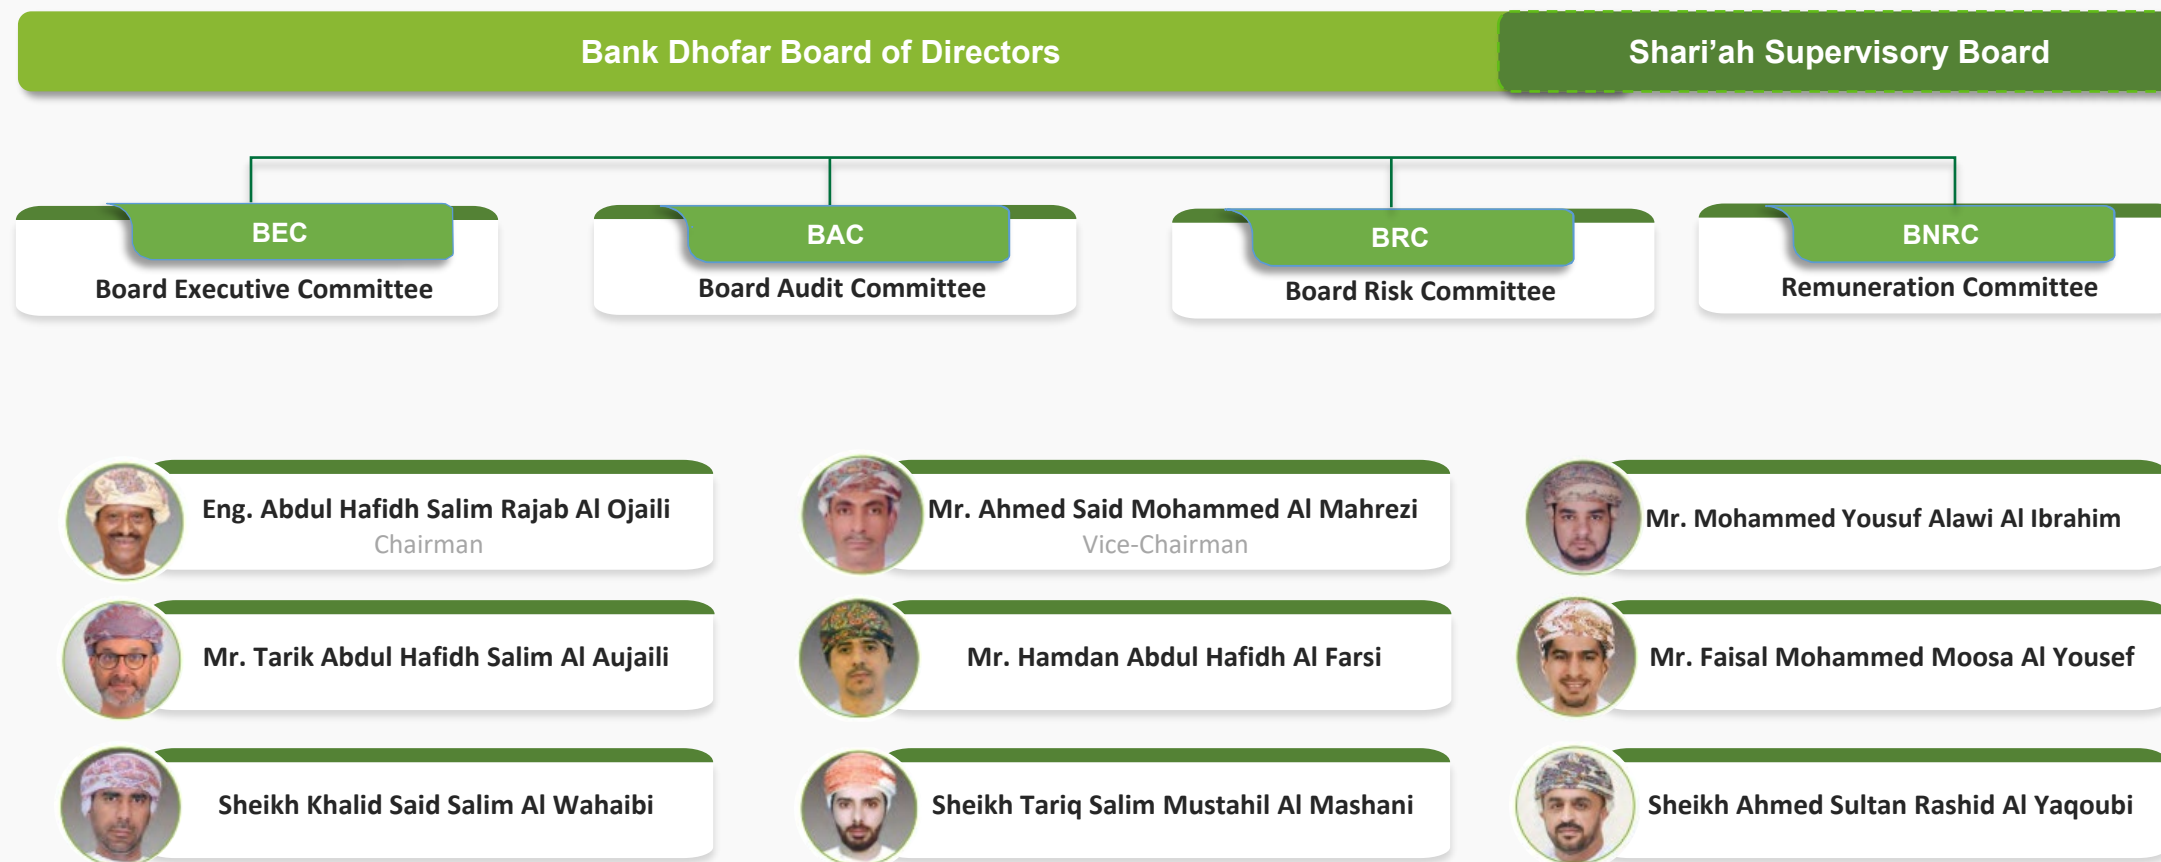 Bank Dhofar Board of Directors
Shari’ah Supervisory Board
BEC
Board Executive Committee
BAC
Board Audit Committee
BRC
Board Risk Committee
BNRC
Remuneration Committee
Eng. Abdul Hafidh Salim Rajab Al Ojaili
Chairman
Mr. Ahmed Said Mohammed Al Mahrezi
Vice-Chairman
Mr. Mohammed Yousuf Alawi Al Ibrahim
Mr. Tarik Abdul Hafidh Salim Al Aujaili
Mr. Hamdan Abdul Hafidh Al Farsi
Mr. Faisal Mohammed Moosa Al Yousef
Sheikh Khalid Said Salim Al Wahaibi
Sheikh Tariq Salim Mustahil Al Mashani
Sheikh Ahmed Sultan Rashid Al Yaqoubi